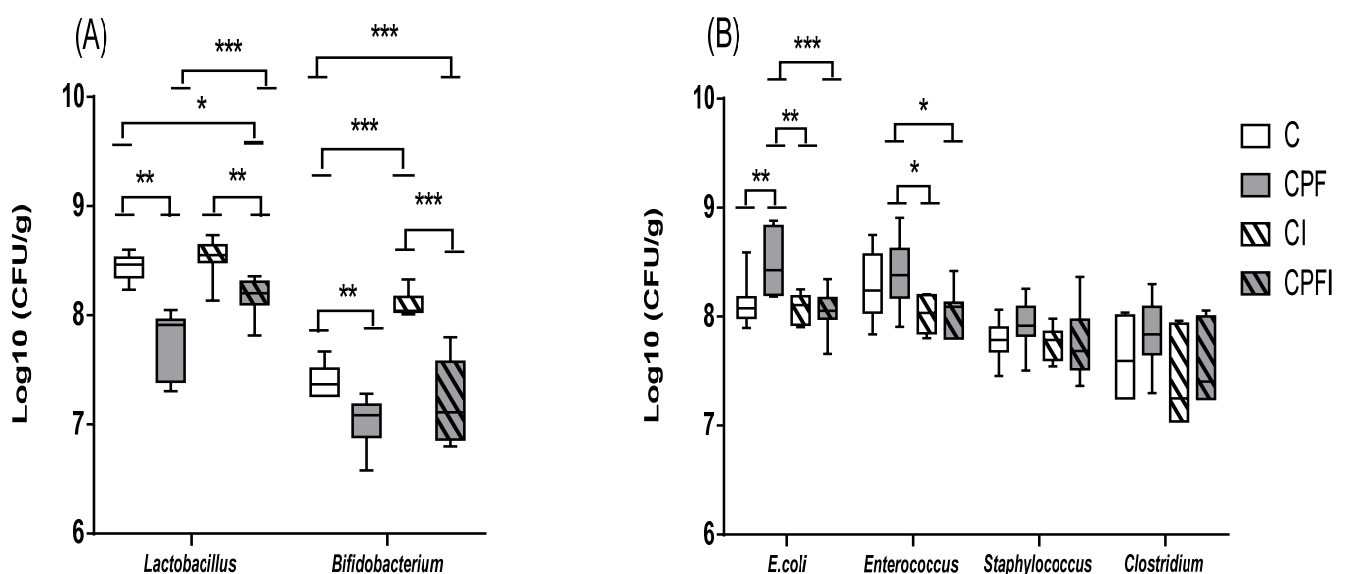 (A)
***
***
***
*
***
**
**
***
**
10
9
8
7
6
Log10 (CFU/g)
Lactobacillus
Bifidobacterium
(B)
***
**
*
**
*
10
9
8
7
6
Log10 (CFU/g)
E.coli
Enterococcus
Staphylococcus
Clostridium
C
CPF
CI
CPFI